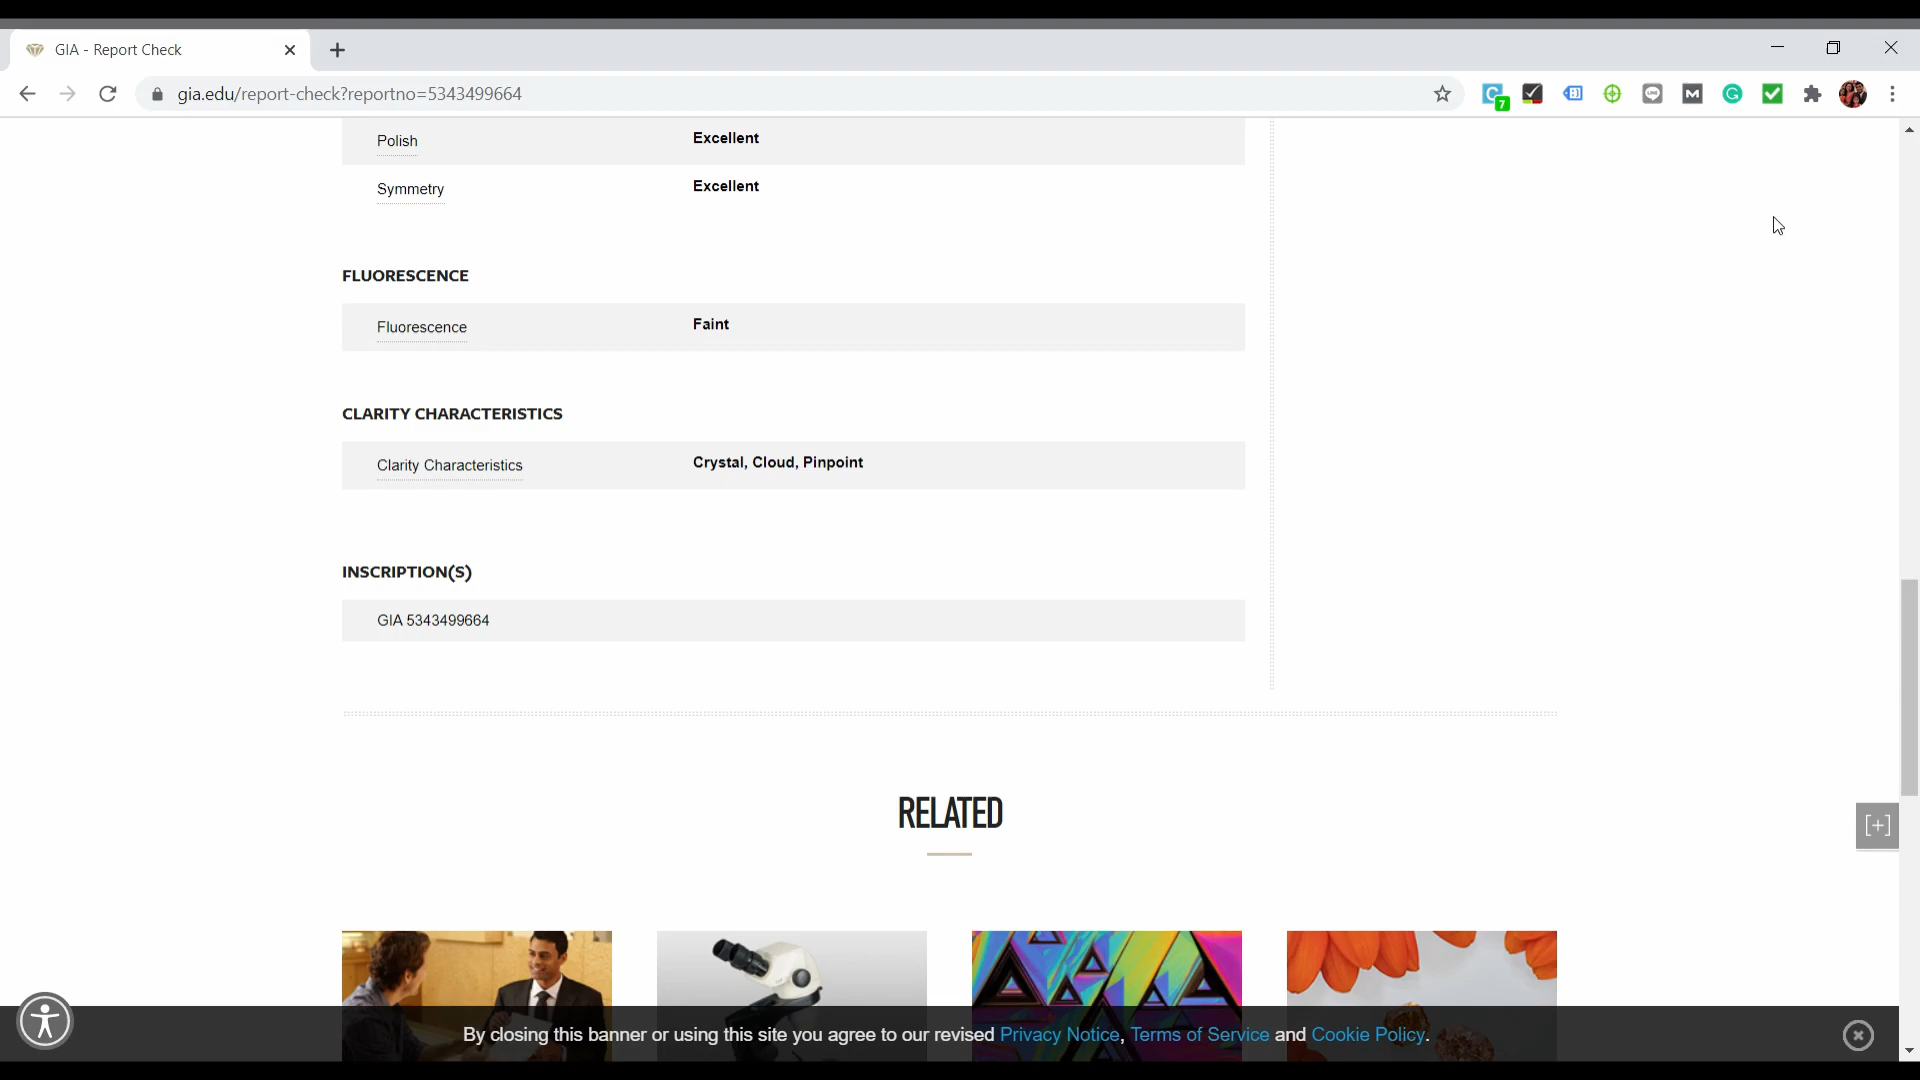 GIA - Report Check
gia.edu/report-check?reportno=5343499664
7
Polish Excellent
Symmetry Excellent
FLUORESCENCE
Fluorescence Faint
CLARITY CHARACTERISTICS
Clarity Characteristics Crystal, Cloud, Pinpoint
INSCRIPTION(S)
GIA 5343499664
RELATED
[+]
By closing this banner or using this site you agree to our revised Privacy Notice, Terms of Service and Cookie Policy.